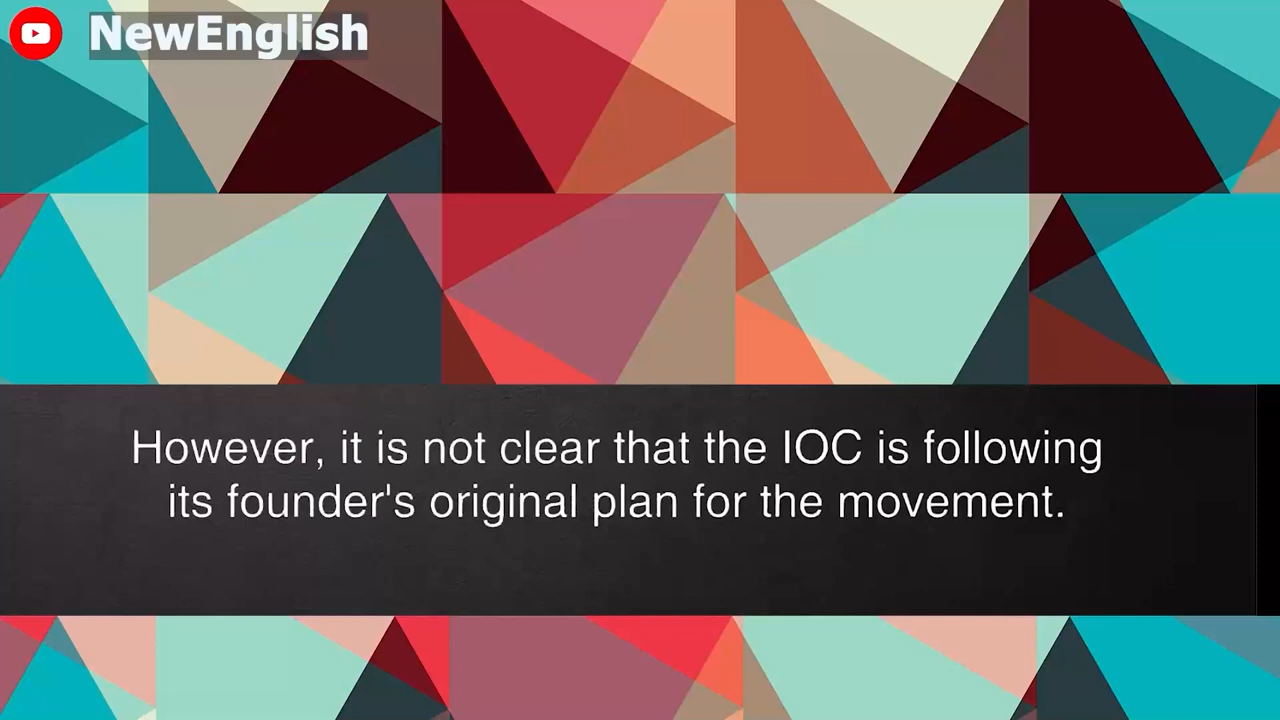 NewEnglish
However, it is not clear that the IOC is following
its founder's original plan for the movement.